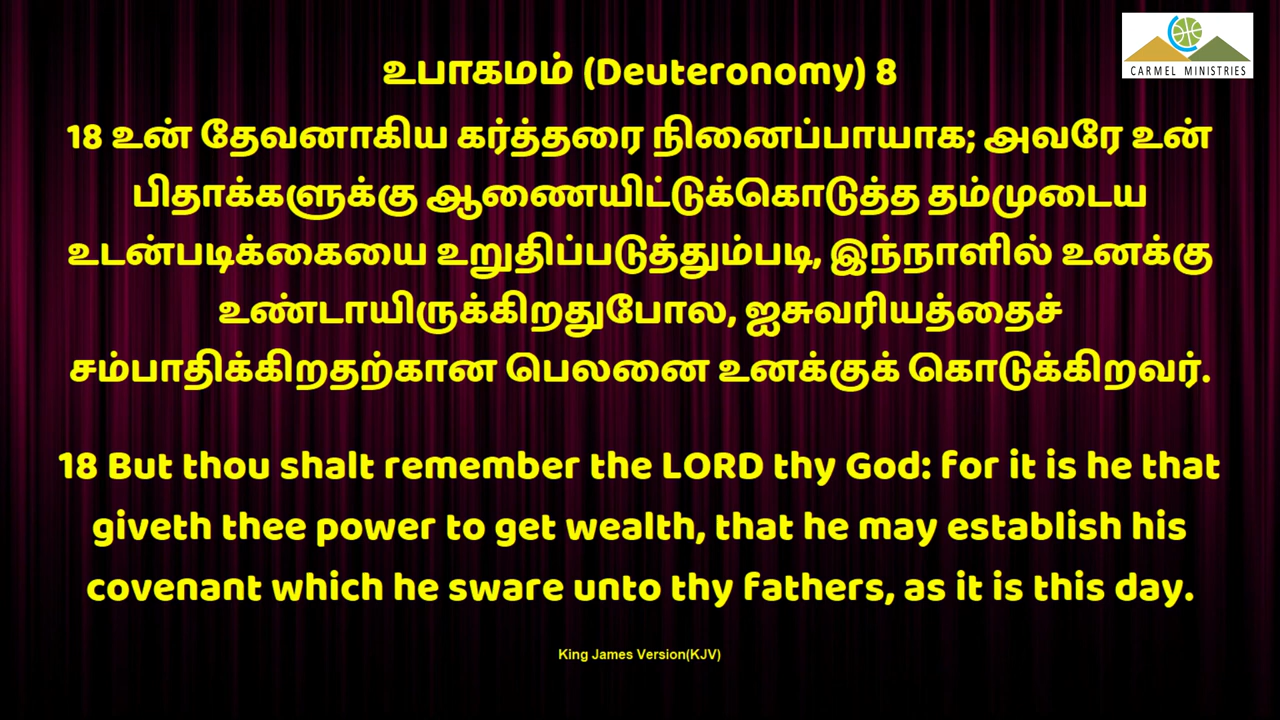 CARMEL MINISTRIES
உபாகமம் (Deuteronomy) 8
18 உன் தேவனாகிய கர்த்தரை நினைப்பாயாக; அவரே உன்
பிதாக்களுக்கு ஆணையிட்டுக்கொடுத்த தம்முடைய
உடன்படிக்கையை உறுதிப்படுத்தும்படி, இந்நாளில் உனக்கு
உண்டாயிருக்கிறதுபோல, ஐசுவரியத்தைச்
சம்பாதிக்கிறதற்கான பெலனை உனக்குக் கொடுக்கிறவர்.
18 But thou shalt remember the LORD thy God: for it is he that
giveth thee power to get wealth, that he may establish his
covenant which he sware unto thy fathers, as it is this day.
King James Version(KJV)